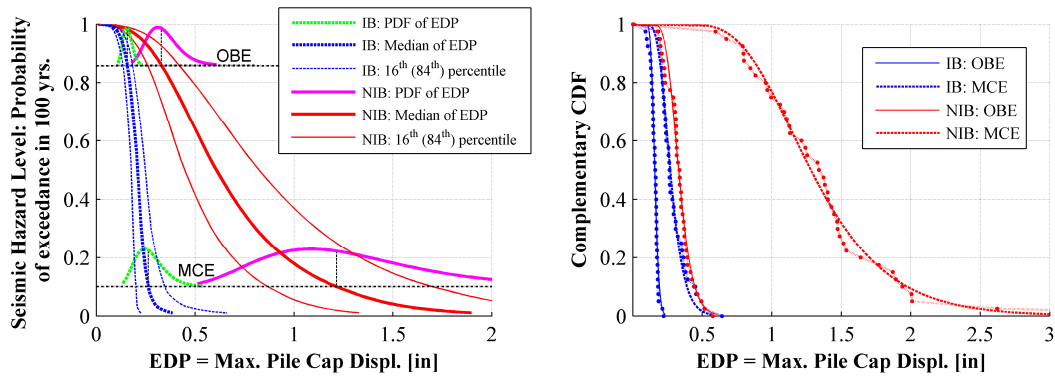 Seismic Hazard Level: Probability
of exceedance in 100 yrs.
1
0.8
0.6
0.4
0.2
0
0 0.5 1 1.5 2
EDP = Max. Pile Cap Displ. [in]
OBE
MCE
IB: PDF of EDP
IB: Median of EDP
IB: 16th (84th) percentile
NIB: PDF of EDP
NIB: Median of EDP
NIB: 16th (84th) percentile
Complementary CDF
1
0.8
0.6
0.4
0.2
0
0 0.5 1 1.5 2 2.5 3
EDP = Max. Pile Cap Displ. [in]
IB: OBE
IB: MCE
NIB: OBE
NIB: MCE